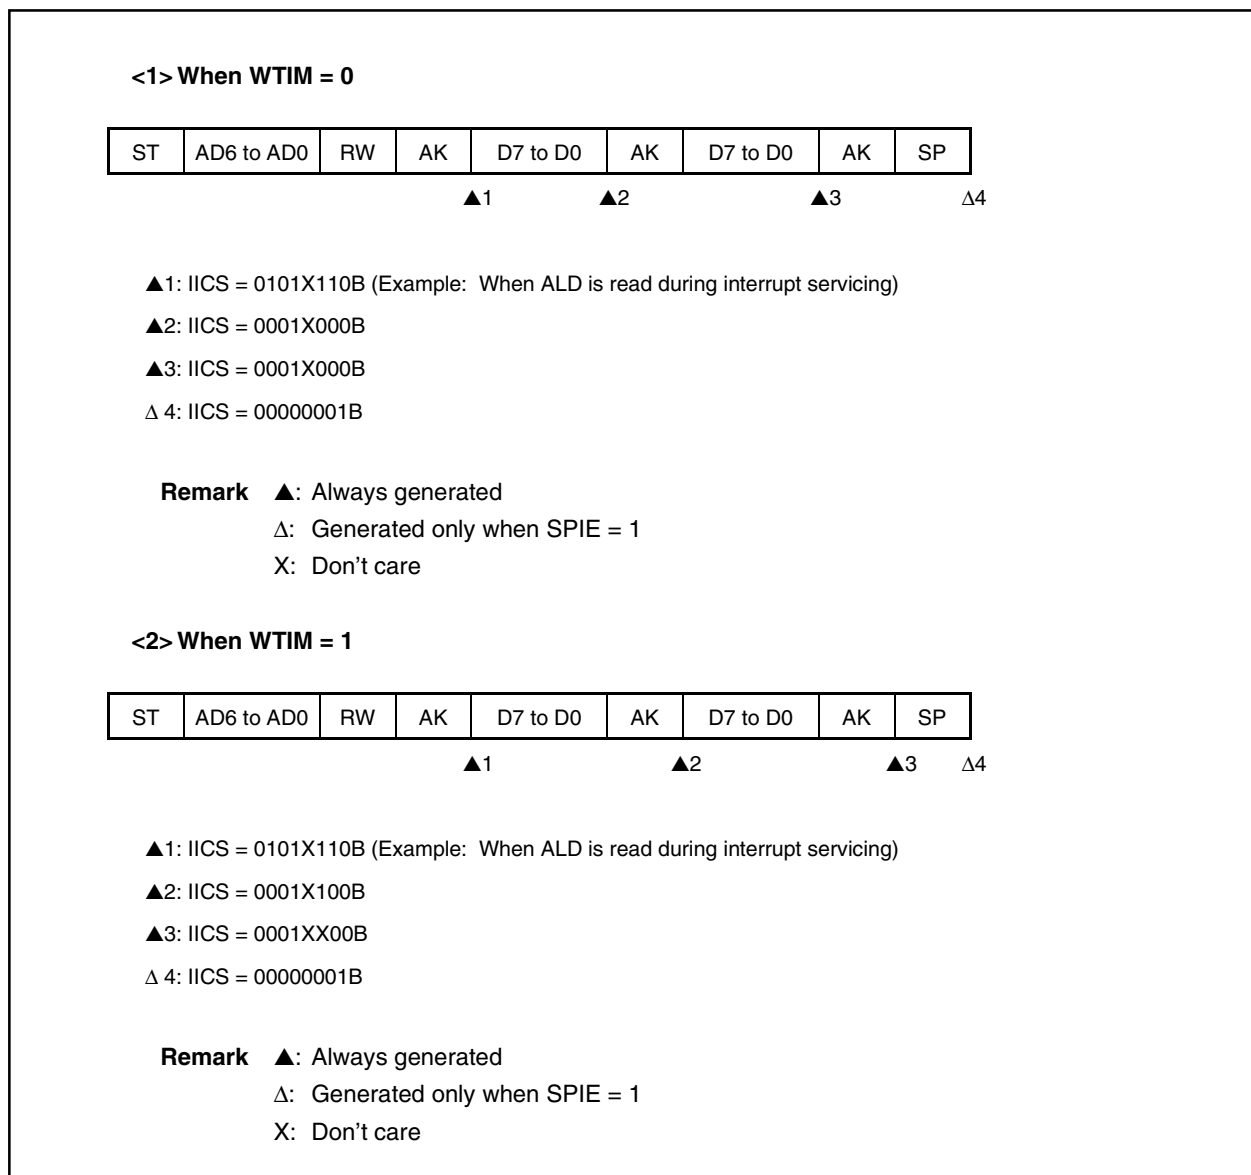 <1> When WTIM = 0
ST AD6 to AD0 RW AK D7 to D0 AK D7 to D0 AK SP
▲1 ▲2 ▲3 Δ4
▲1: IICS = 0101X110B (Example: When ALD is read during interrupt servicing)
▲2: IICS = 0001X000B
▲3: IICS = 0001X000B
Δ 4: IICS = 00000001B
Remark ▲: Always generated
Δ: Generated only when SPIE = 1
X: Don't care
<2> When WTIM = 1
ST AD6 to AD0 RW AK D7 to D0 AK D7 to D0 AK SP
▲1 ▲2 ▲3 Δ4
▲1: IICS = 0101X110B (Example: When ALD is read during interrupt servicing)
▲2: IICS = 0001X100B
▲3: IICS = 0001XX00B
Δ 4: IICS = 00000001B
Remark ▲: Always generated
Δ: Generated only when SPIE = 1
X: Don't care